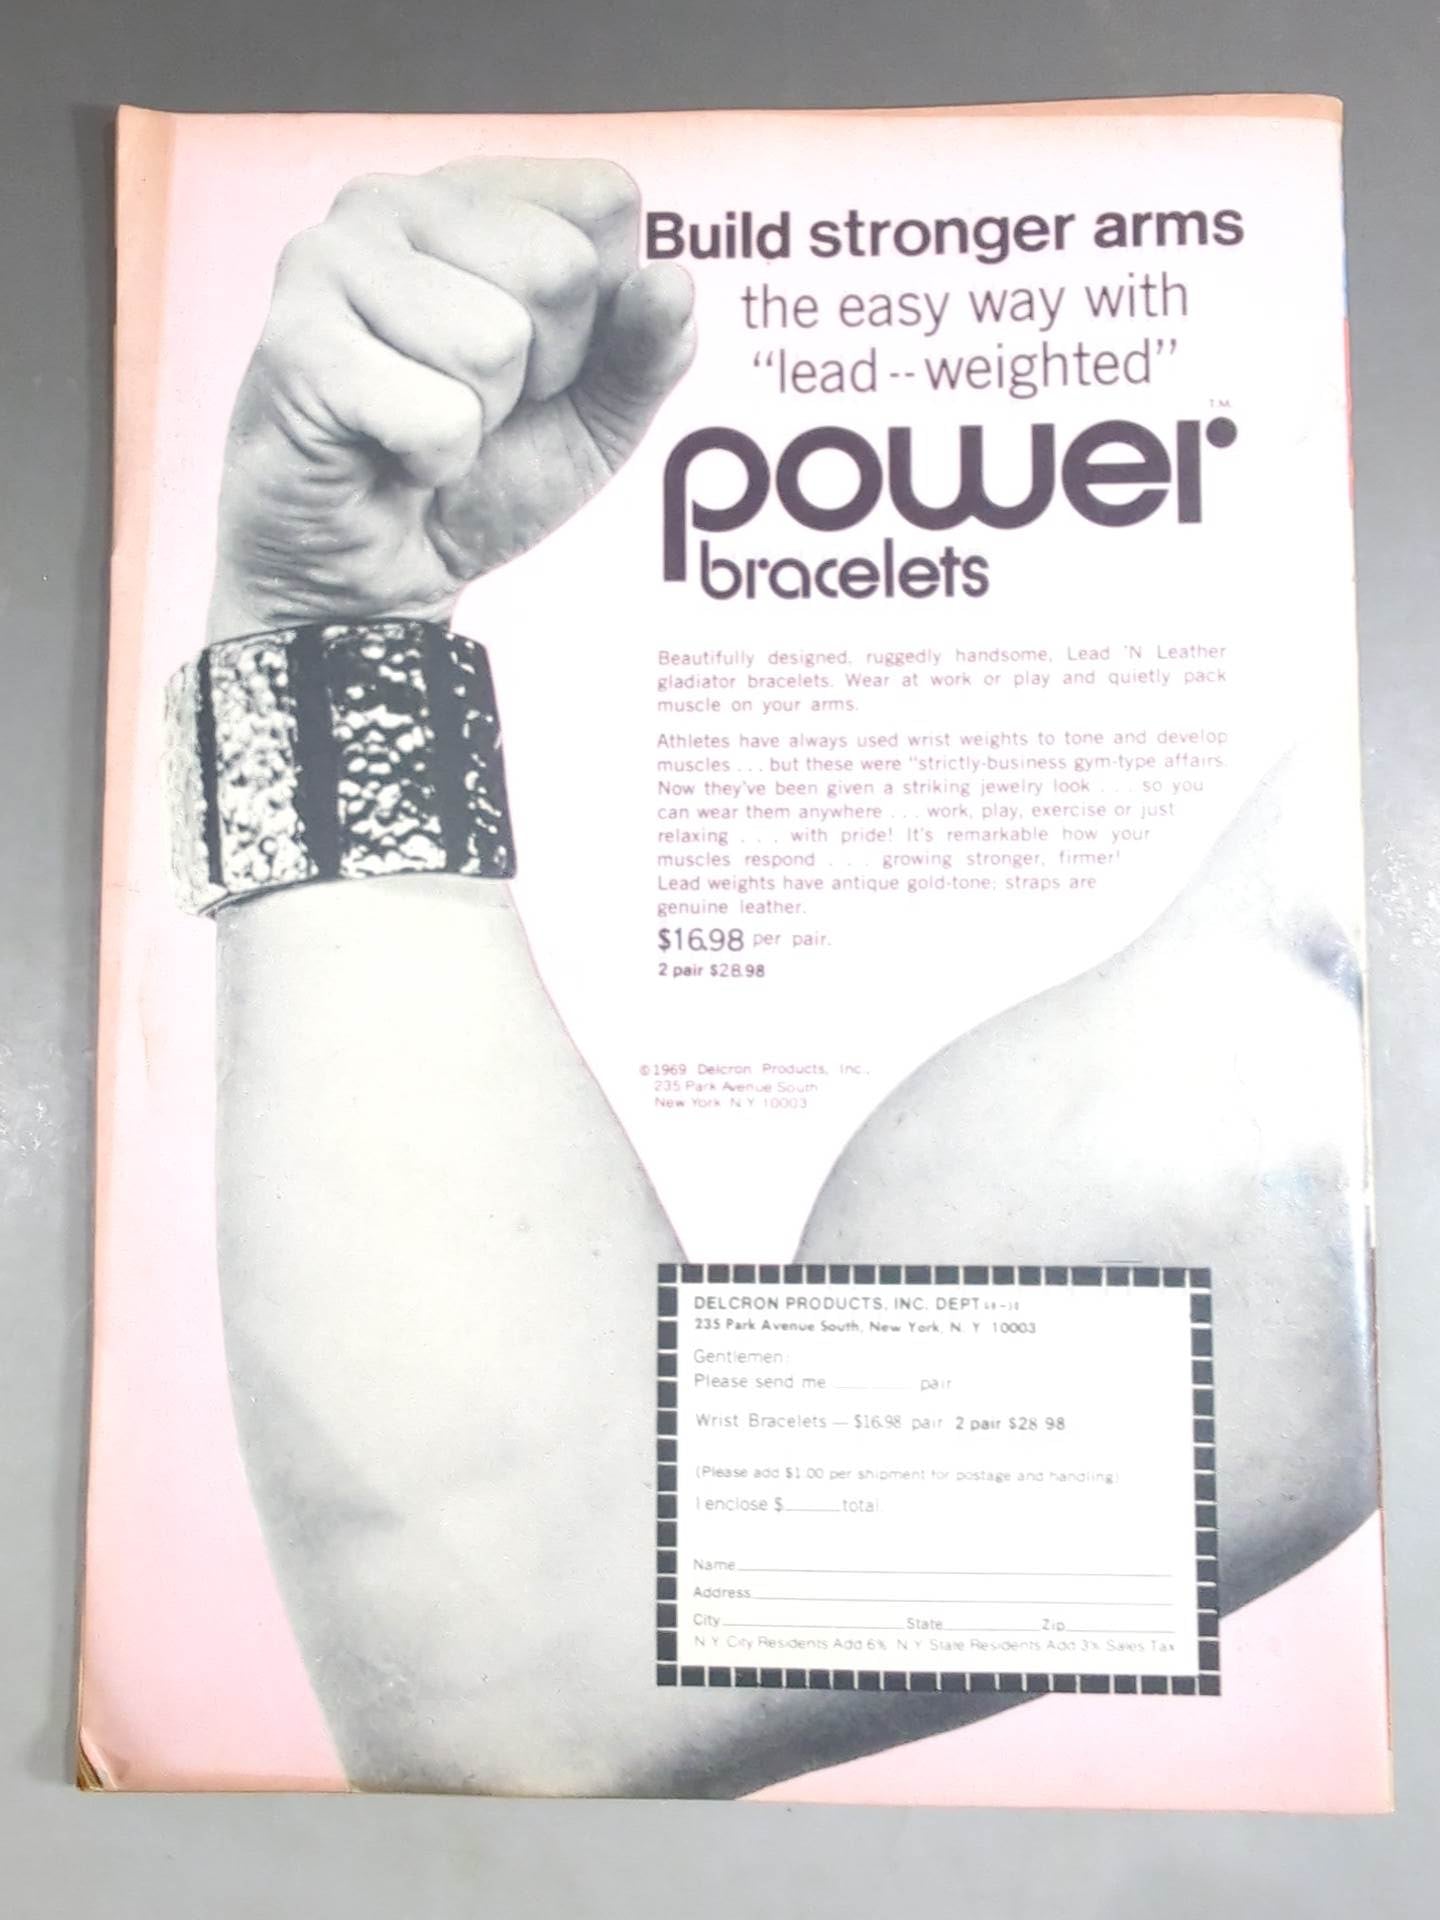 Build stronger arms
the easy way with
“lead -- weighted”
T.M.
power
bracelets
Beautifully designed, ruggedly handsome, Lead 'N Leather
gladiator bracelets. Wear at work or play and quietly pack
muscle on your arms.
Athletes have always used wrist weights to tone and develop
muscles . . . but these were "strictly-business gym-type affairs.
Now they've been given a striking jewelry look . . . so you
can wear them anywhere . . . work, play, exercise or just
relaxing . . . with pride! It's remarkable how your
muscles respond . . . growing stronger, firmer!
Lead weights have antique gold-tone; straps are
genuine leather.
$16.98 per pair.
2 pair $28.98
©1969 Delcron Products, Inc.,
235 Park Avenue South
New York N.Y. 10003
DELCRON PRODUCTS, INC. DEPT
235 Park Avenue South, New York, N. Y. 10003
Gentlemen:
Please send me ________ pair
Wrist Bracelets — $16.98 pair 2 pair $28.98
(Please add $1.00 per shipment for postage and handling)
I enclose $______total.
Name
Address
City State Zip
N.Y. City Residents Add 6% N.Y. State Residents Add 3% Sales Tax